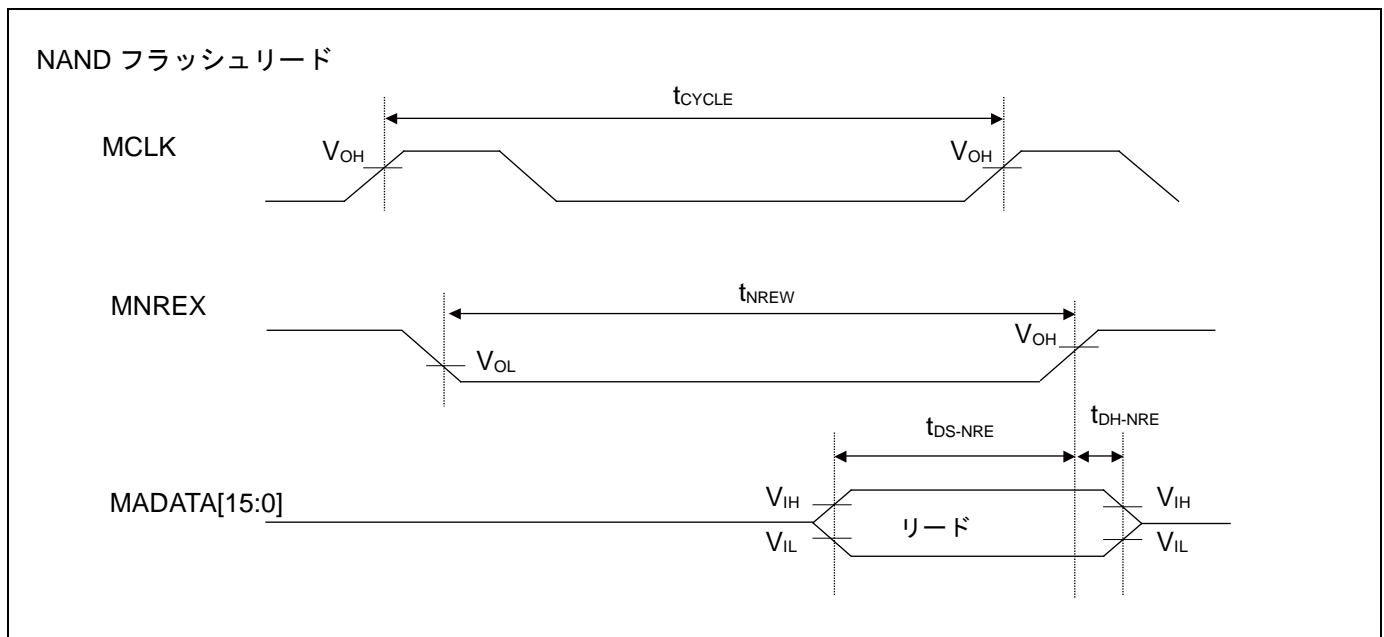 NAND フラッシュリード
tCYCLE
MCLK
VOH
VOH
tNREW
MNREX
VOH
VOL
tDS-NRE
tDH-NRE
MADATA[15:0]
VIH
VIH
リード
VIL
VIL